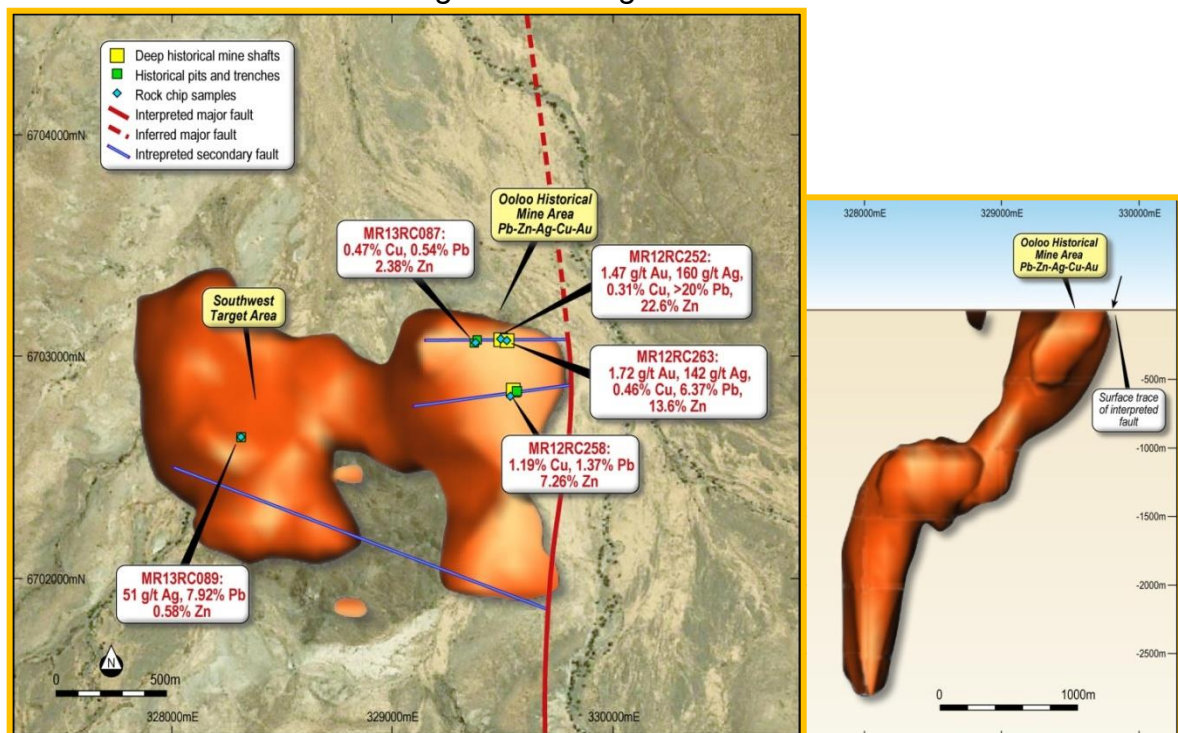 Deep historical mine shafts
Historical pits and trenches
Rock chip samples
Interpreted major fault
Inferred major fault
Intrepreted secondary fault
6704000mN
6703000mN
6702000mN
Ooloo Historical
Mine Area
Pb-Zn-Ag-Cu-Au
MR13RC087:
0.47% Cu, 0.54% Pb
2.38% Zn
MR12RC252:
1.47 g/t Au, 160 g/t Ag,
0.31% Cu, >20% Pb,
22.6% Zn
Southwest
Target Area
MR12RC263:
1.72 g/t Au, 142 g/t Ag,
0.46% Cu, 6.37% Pb,
13.6% Zn
MR12RC258:
1.19% Cu, 1.37% Pb
7.26% Zn
MR13RC089:
51 g/t Ag, 7.92% Pb
0.58% Zn
N
0 500m
328000mE 329000mE 330000mE
328000mE 329000mE 330000mE
Ooloo Historical
Mine Area
Pb-Zn-Ag-Cu-Au
-500m
Surface trace
of interpreted
fault
-1000m
-1500m
-2000m
-2500m
0 1000m